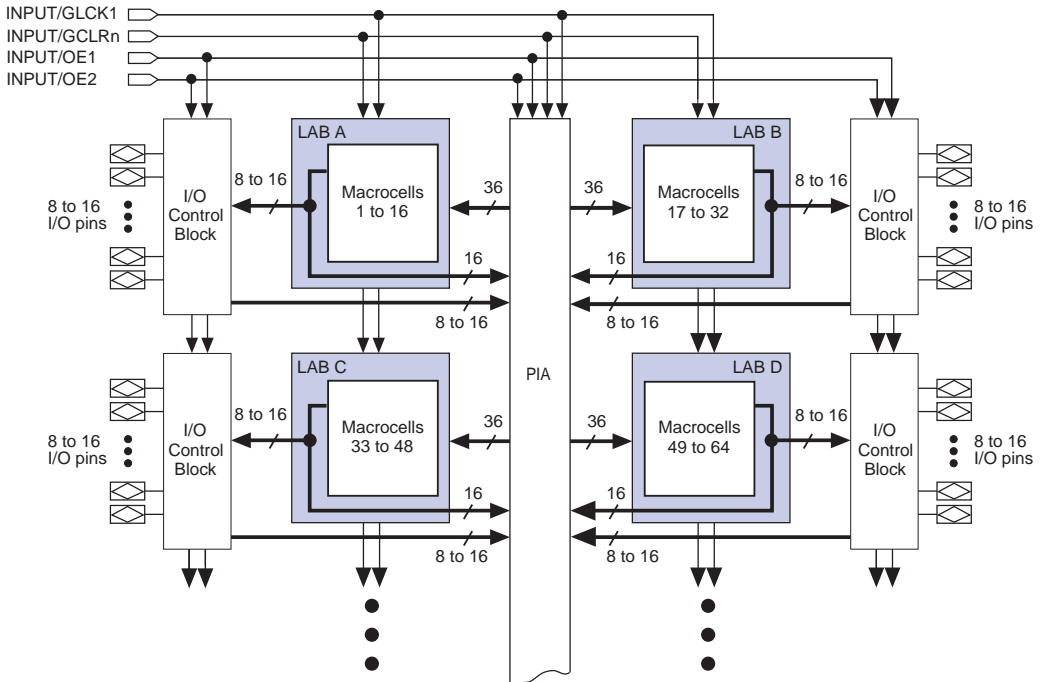 INPUT/GLCK1
INPUT/GCLRn
INPUT/OE1
INPUT/OE2
LAB A
LAB B
8 to 16
Macrocells
1 to 16
36
36
Macrocells
17 to 32
8 to 16
I/O
Control
Block
I/O
Control
Block
8 to 16
I/O pins
8 to 16
I/O pins
16
16
8 to 16
8 to 16
PIA
LAB C
LAB D
8 to 16
Macrocells
33 to 48
36
36
Macrocells
49 to 64
8 to 16
I/O
Control
Block
I/O
Control
Block
8 to 16
I/O pins
8 to 16
I/O pins
16
16
8 to 16
8 to 16